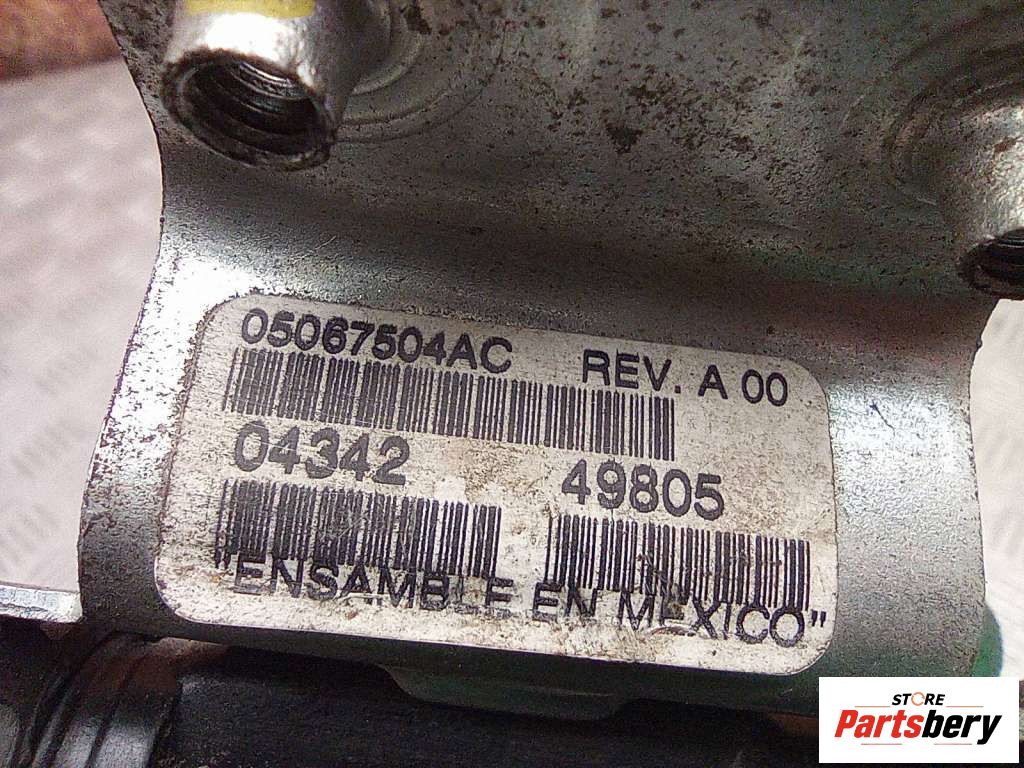 05067504AC REV. A 00
04342 49805
"ENSAMBLE EN MEXICO"
STORE
Partsbery